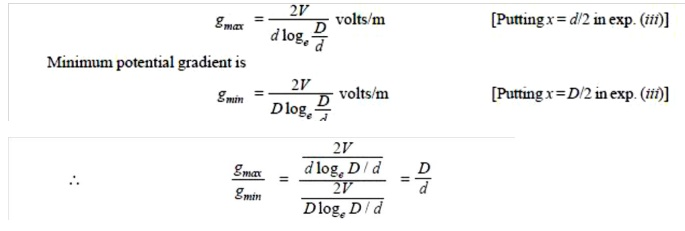 g_max = 2V / (d log_e D/d) volts/m [Putting x = d/2 in exp. (iii)]
Minimum potential gradient is
g_min = 2V / (D log_e D/d) volts/m [Putting x = D/2 in exp. (iii)]
∴ g_max / g_min = (2V / (d log_e D / d)) / (2V / (D log_e D / d)) = D/d